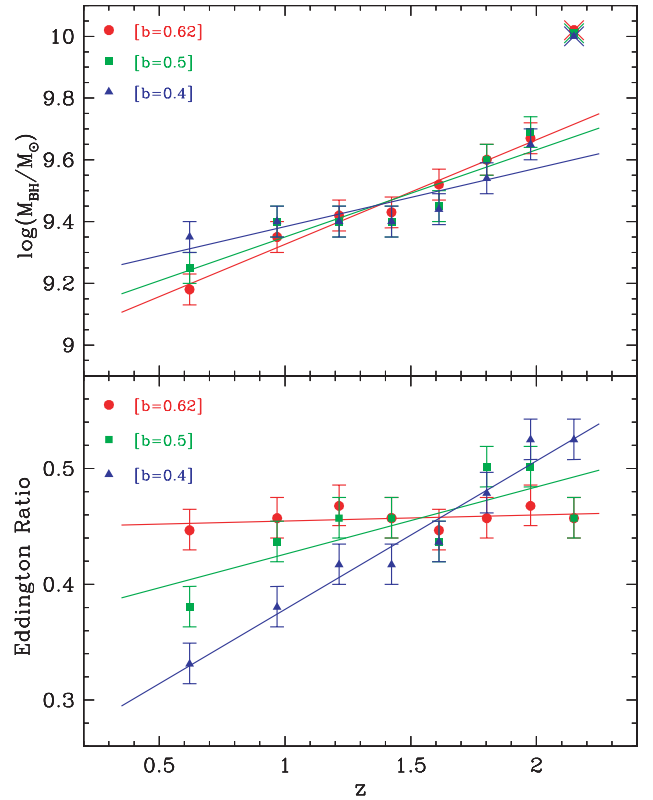 10
9.8
9.6
9.4
9.2
9
log(M_BH/M_⊙)
[b=0.62]
[b=0.5]
[b=0.4]
0.5
0.4
0.3
Eddington Ratio
[b=0.62]
[b=0.5]
[b=0.4]
0.5 1 1.5 2
z